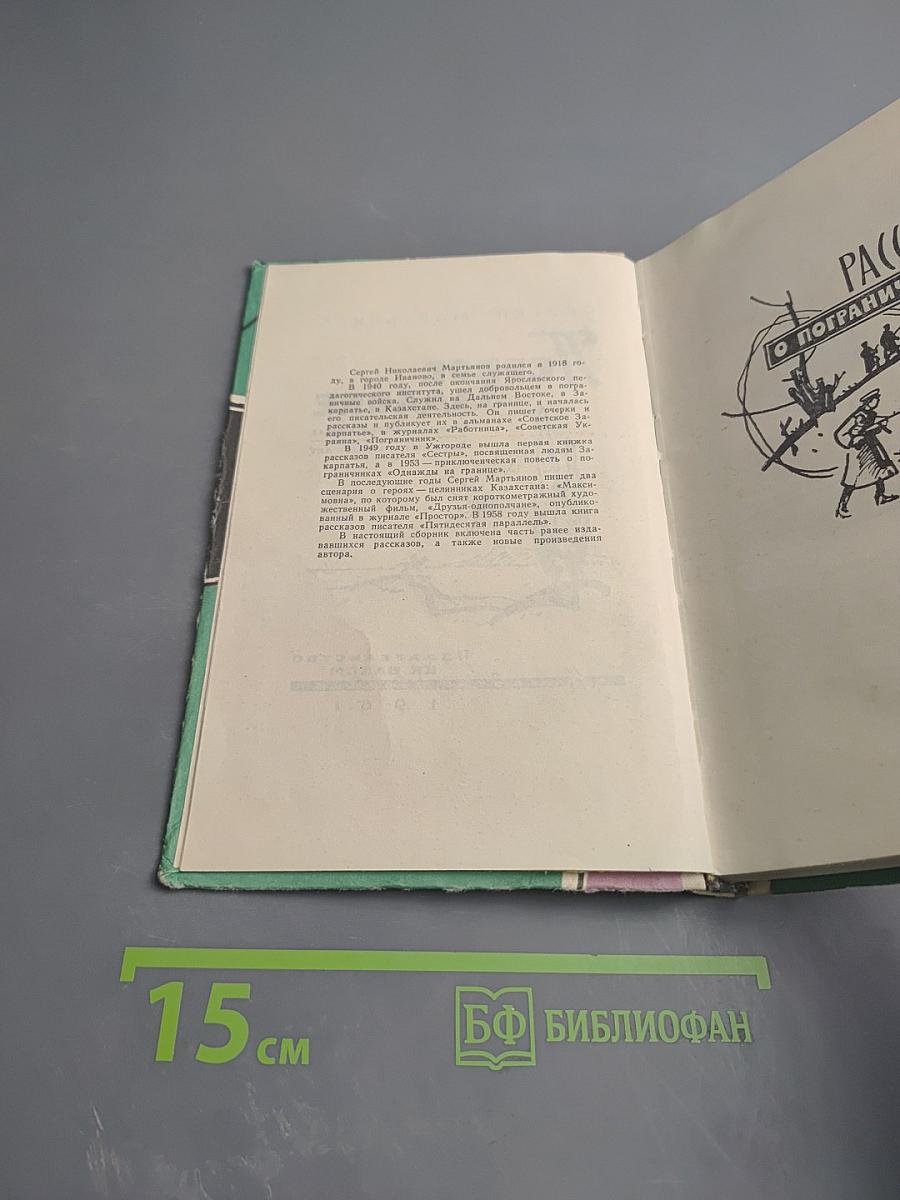 Сергей Николаевич Мартьянов родился в 1918 го-
ду, в городе Иваново, в семье служащего.
В 1940 году, после окончания Ярославского пе-
дагогического института, ушел добровольцем в погра-
ничные войска. Служил на Дальнем Востоке, в За-
карпатье, в Казахстане. Здесь, на границе, и началась
его писательская деятельность. Он пишет очерки и
рассказы и публикует их в альманахе «Советское За-
карпатье», в журналах «Работница», «Советская Ук-
раина», «Пограничник».
В 1949 году в Ужгороде вышла первая книжка
рассказов писателя «Сестры», посвященная людям За-
карпатья, а в 1953 — приключенческая повесть о по-
граничниках «Однажды на границе».
В последующие годы Сергей Мартьянов пишет два
сценария о героях — целинниках Казахстана: «Макси-
мовна», по которому был снят короткометражный худо-
жественный фильм, «Друзья-однополчане», опублико-
ванный в журнале «Простор». В 1958 году вышла книга
рассказов писателя «Пятидесятая параллель».
В настоящий сборник включена часть ранее изда-
вавшихся рассказов, а также новые произведения
автора.
РАСС
О ПОГРАНИЧ
15 см
БФ БИБЛИОФАН